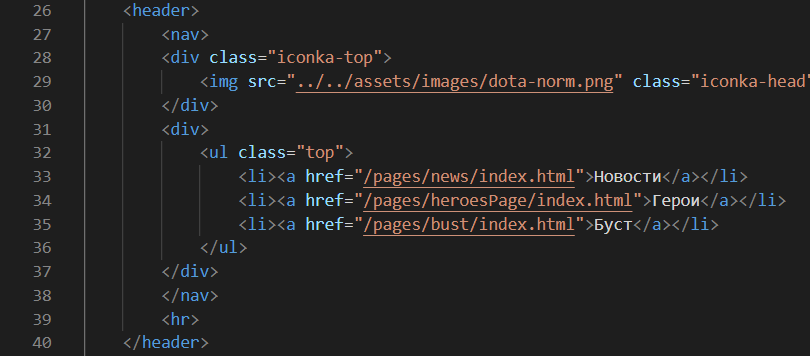 26 <header>
27 <nav>
28 <div class="iconka-top">
29 <img src="../../assets/images/dota-norm.png" class="iconka-head"
30 </div>
31 <div>
32 <ul class="top">
33 <li><a href="/pages/news/index.html">Новости</a></li>
34 <li><a href="/pages/heroesPage/index.html">Герои</a></li>
35 <li><a href="/pages/bust/index.html">Буст</a></li>
36 </ul>
37 </div>
38 </nav>
39 <hr>
40 </header>